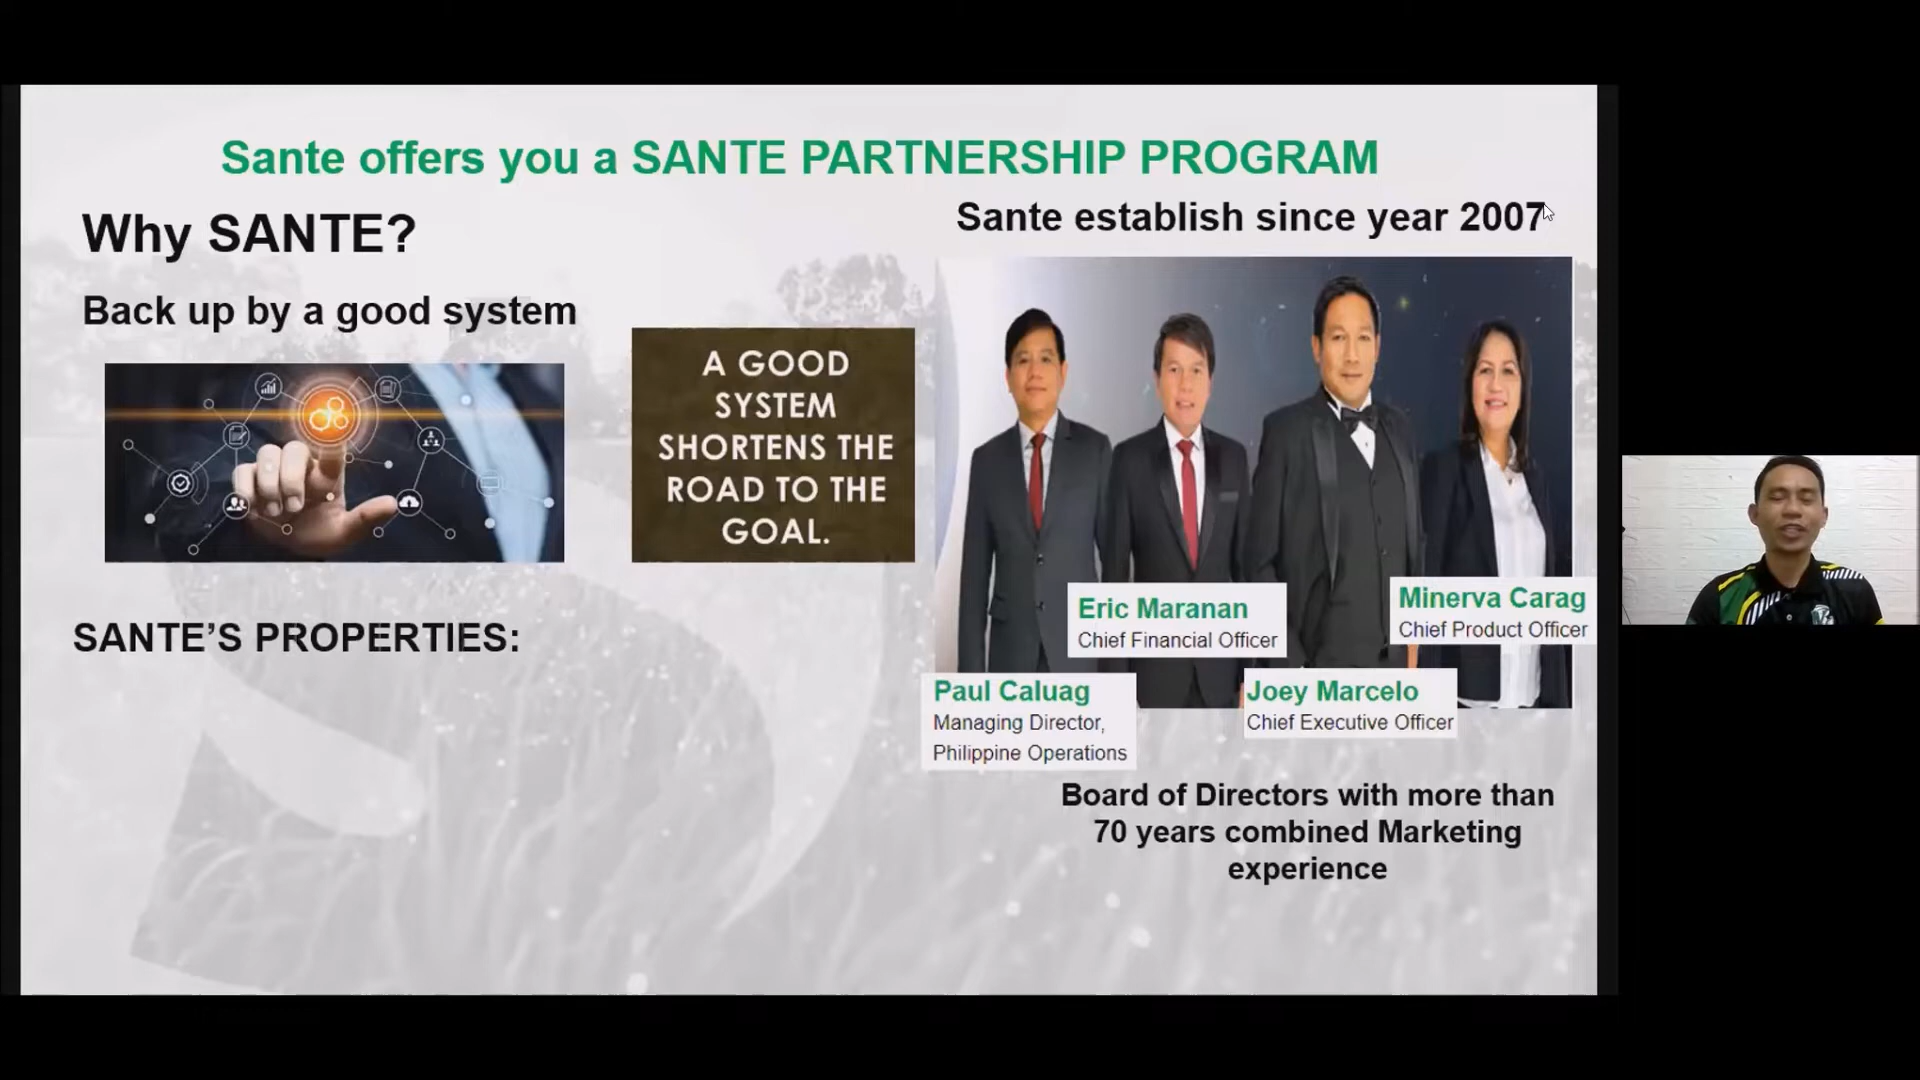 Sante offers you a SANTE PARTNERSHIP PROGRAM
Why SANTE?
Sante establish since year 2007
Back up by a good system
A GOOD
SYSTEM
SHORTENS THE
ROAD TO THE
GOAL.
SANTE’S PROPERTIES:
Eric Maranan
Chief Financial Officer
Minerva Carag
Chief Product Officer
Paul Caluag
Managing Director,
Philippine Operations
Joey Marcelo
Chief Executive Officer
Board of Directors with more than
70 years combined Marketing
experience